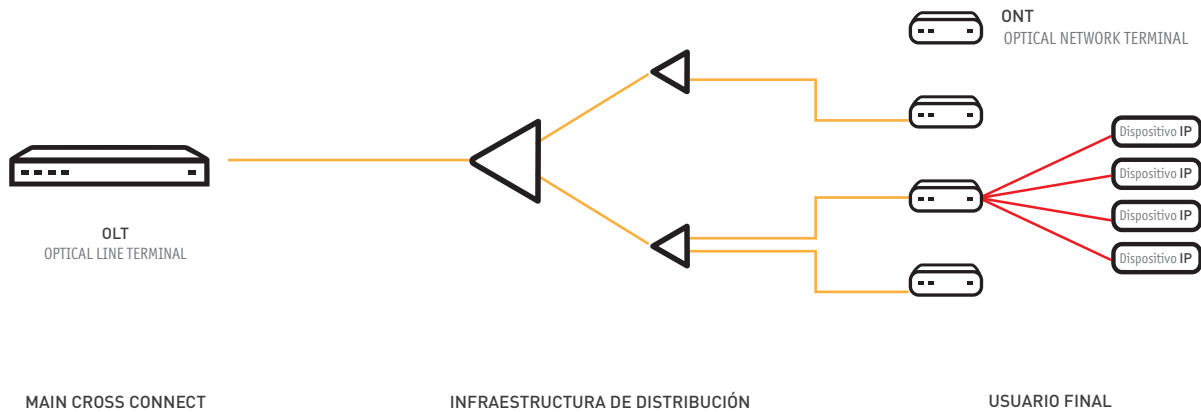 ONT
OPTICAL NETWORK TERMINAL
Dispositivo IP
Dispositivo IP
Dispositivo IP
Dispositivo IP
OLT
OPTICAL LINE TERMINAL
MAIN CROSS CONNECT
INFRAESTRUCTURA DE DISTRIBUCIÓN
USUARIO FINAL